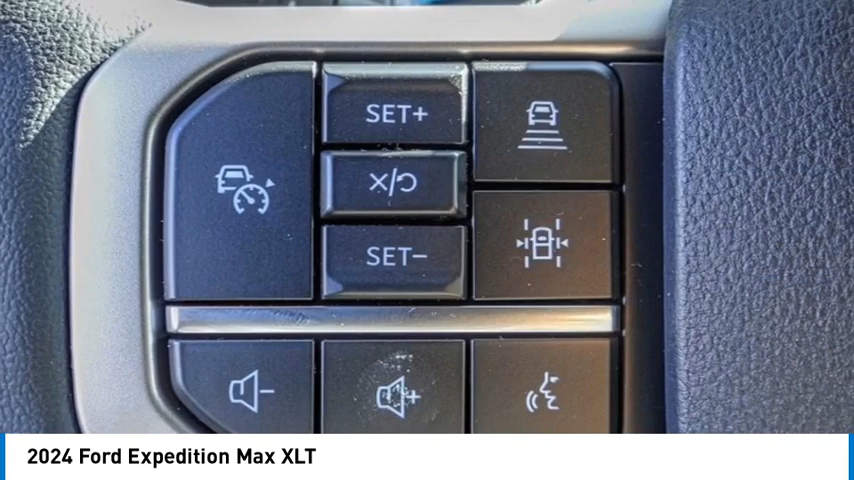 SET+
X/
SET−
2024 Ford Expedition Max XLT